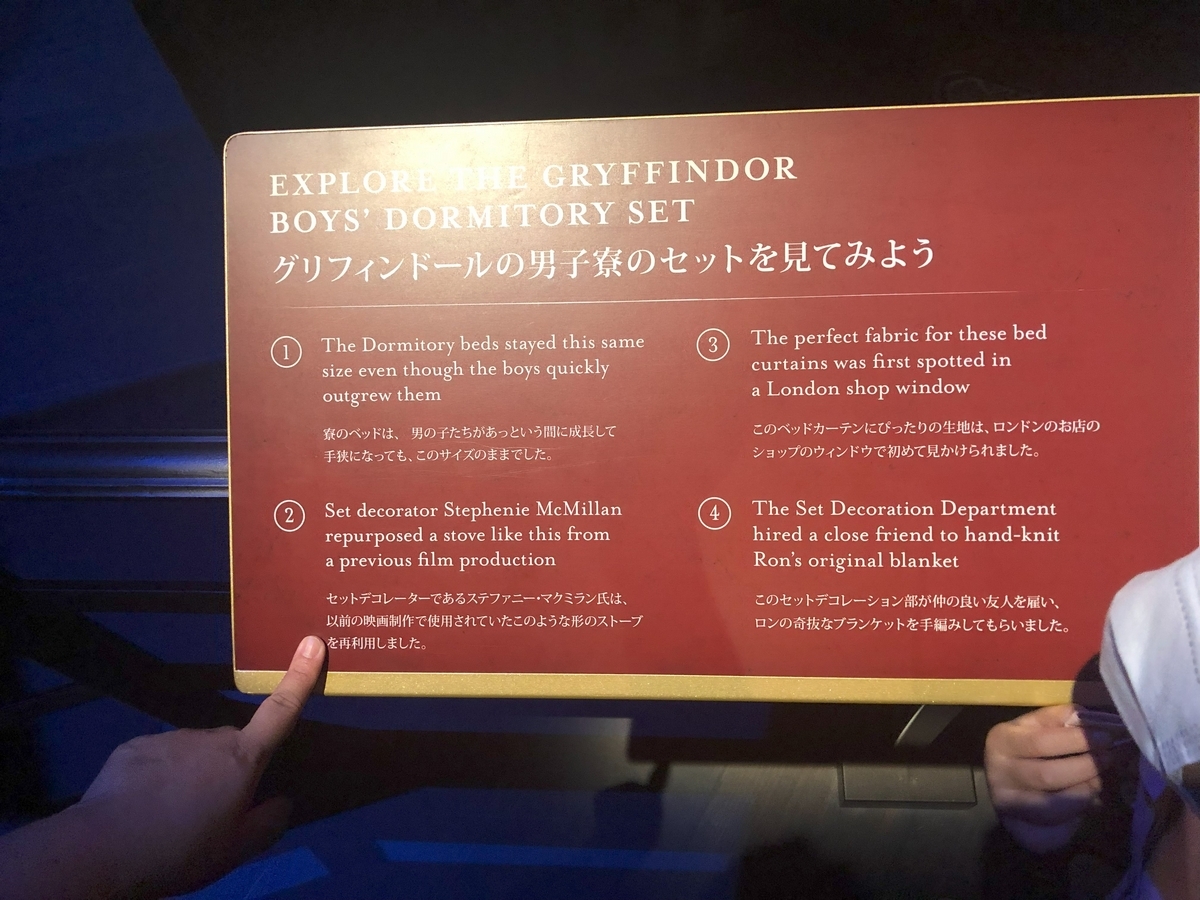 EXPLORE THE GRYFFINDOR
BOYS' DORMITORY SET
グリフィンドールの男子寮のセットを見てみよう
1
The Dormitory beds stayed this same
size even though the boys quickly
outgrew them
寮のベッドは、 男の子たちがあっという間に成長して
手狭になっても、このサイズのままでした。
2
Set decorator Stephenie McMillan
repurposed a stove like this from
a previous film production
セットデコレーターであるステファニー・マクミラン氏は、
以前の映画制作で使用されていたこのような形のストーブ
を再利用しました。
3
The perfect fabric for these bed
curtains was first spotted in
a London shop window
このベッドカーテンにぴったりの生地は、ロンドンのお店の
ショップのウィンドウで初めて見かけられました。
4
The Set Decoration Department
hired a close friend to hand-knit
Ron's original blanket
このセットデコレーション部が仲の良い友人を雇い、
ロンの奇抜なブランケットを手編みしてもらいました。